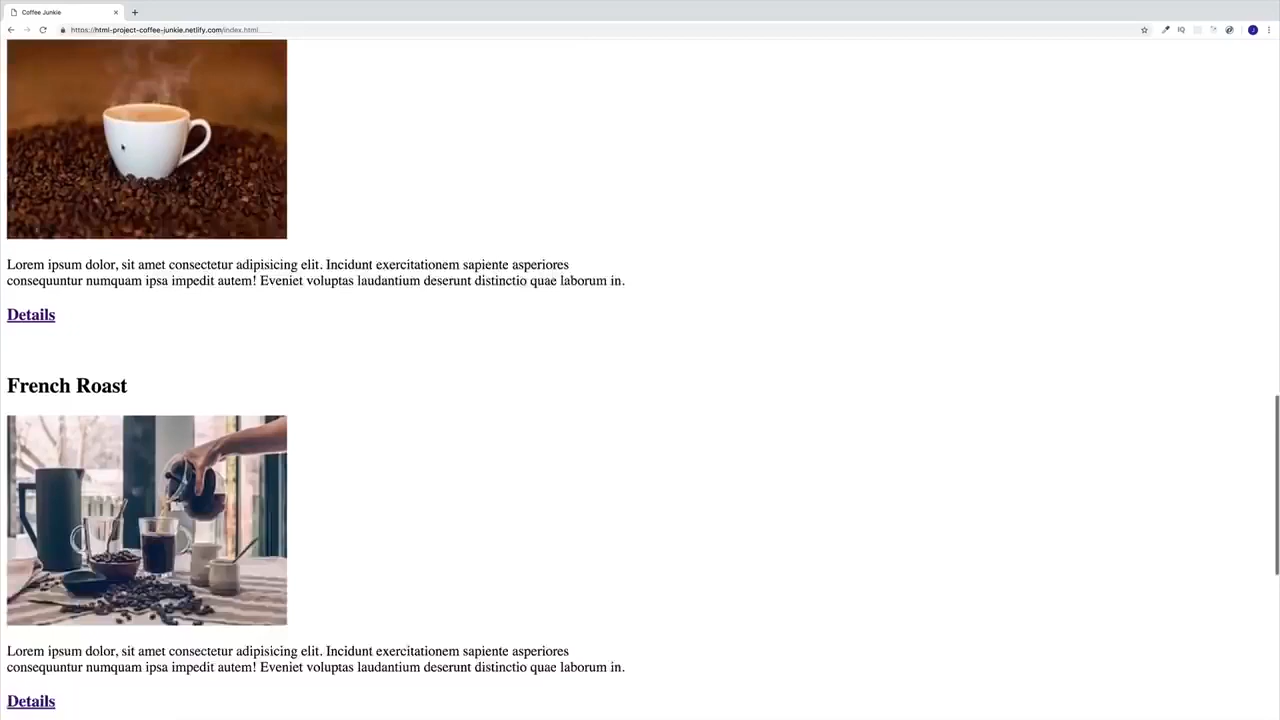 Coffee Junkie
https://html-project-coffee-junkie.netlify.com/index.html
IQ
J
Lorem ipsum dolor, sit amet consectetur adipisicing elit. Incidunt exercitationem sapiente asperiores
consequuntur numquam ipsa impedit autem! Eveniet voluptas laudantium deserunt distinctio quae laborum in.
Details
French Roast
Lorem ipsum dolor, sit amet consectetur adipisicing elit. Incidunt exercitationem sapiente asperiores
consequuntur numquam ipsa impedit autem! Eveniet voluptas laudantium deserunt distinctio quae laborum in.
Details